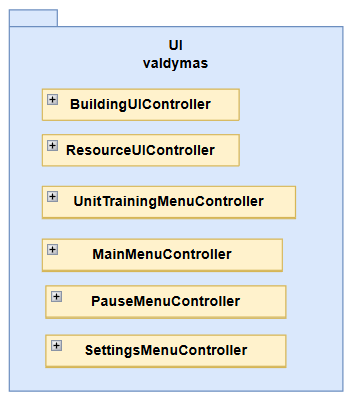 UI
valdymas
BuildingUIController
ResourceUIController
UnitTrainingMenuController
MainMenuController
PauseMenuController
SettingsMenuController